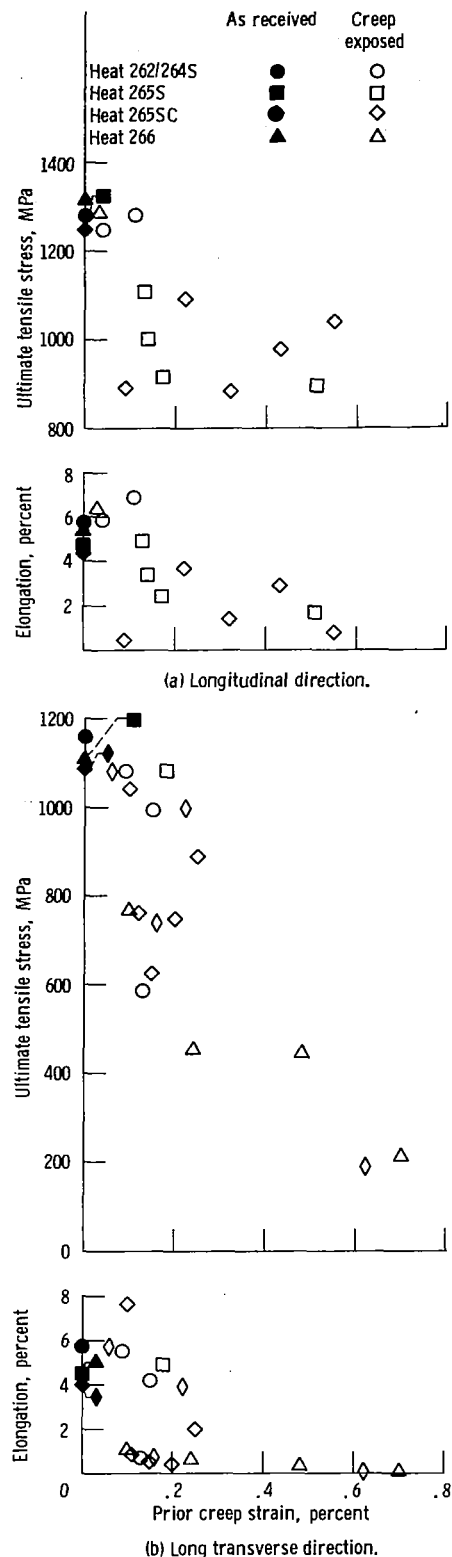 As received Creep exposed
Heat 262/264S
Heat 265S
Heat 265SC
Heat 266
1400
1200
1000
800
Ultimate tensile stress, MPa
8
6
4
2
Elongation, percent
(a) Longitudinal direction.
1200
1000
800
600
400
200
0
Ultimate tensile stress, MPa
8
6
4
2
0 .2 .4 .6 .8
Elongation, percent
Prior creep strain, percent
(b) Long transverse direction.